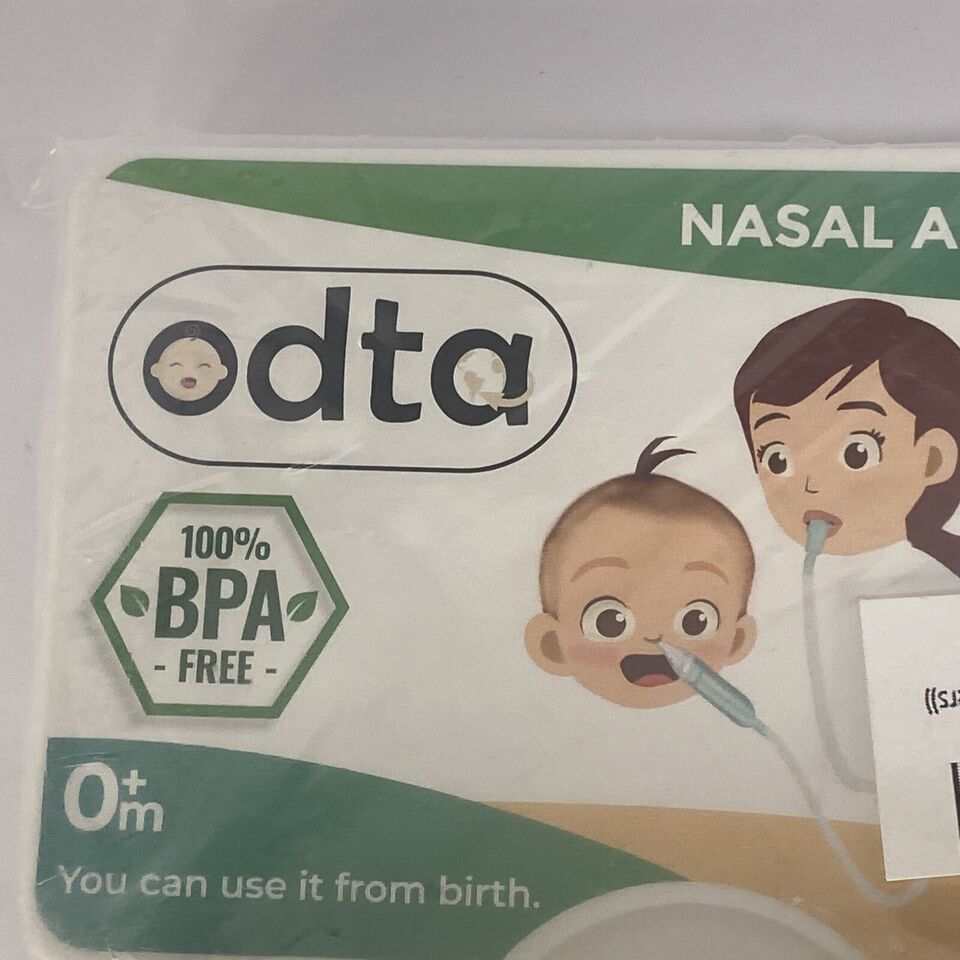 NASAL A
odta
100%
BPA
- FREE -
0+m
You can use it from birth.